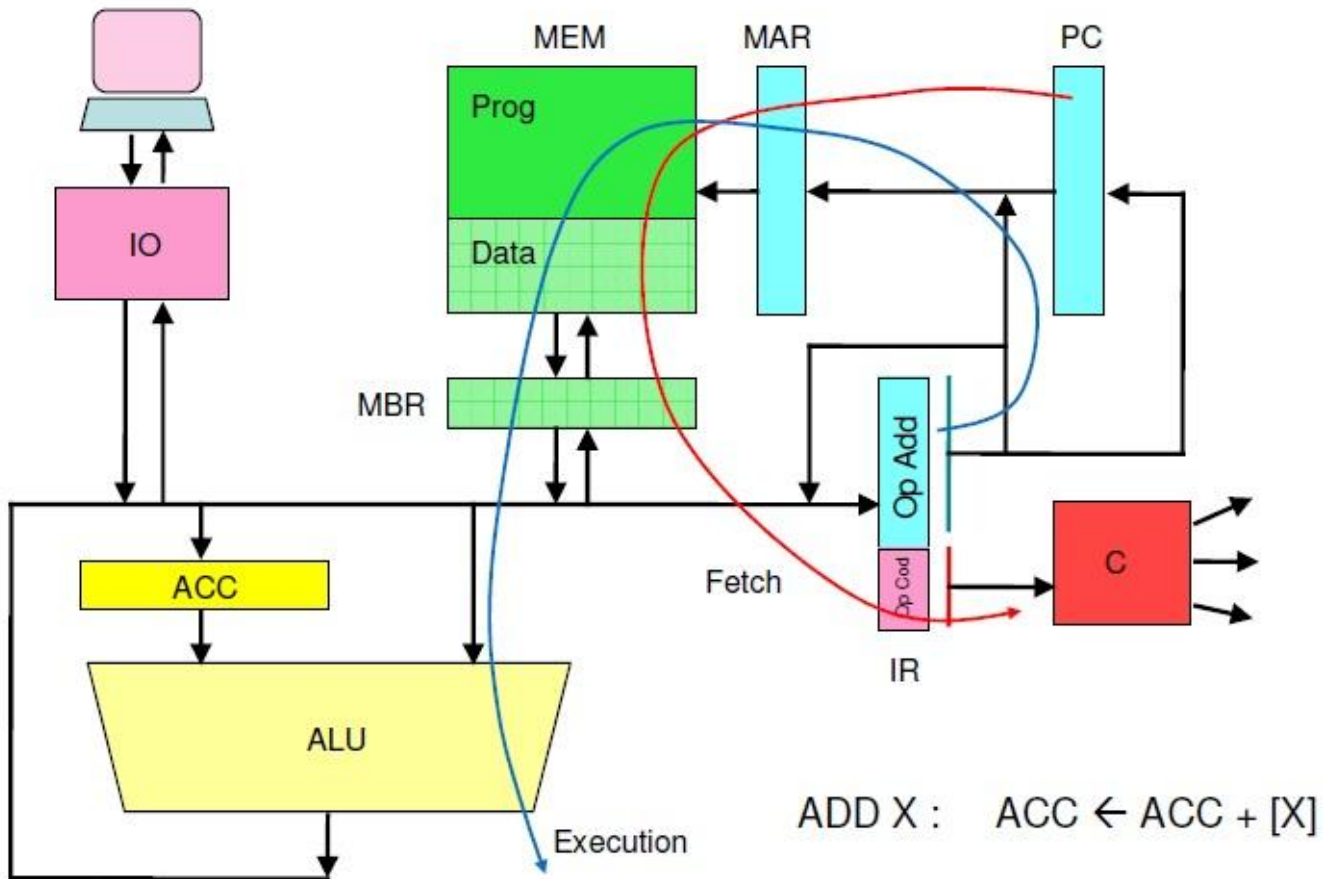 MEM
MAR
PC
Prog
IO
Data
MBR
Op Add
C
ACC
Fetch
Op Cod
IR
ALU
ADD X : ACC ← ACC + [X]
Execution